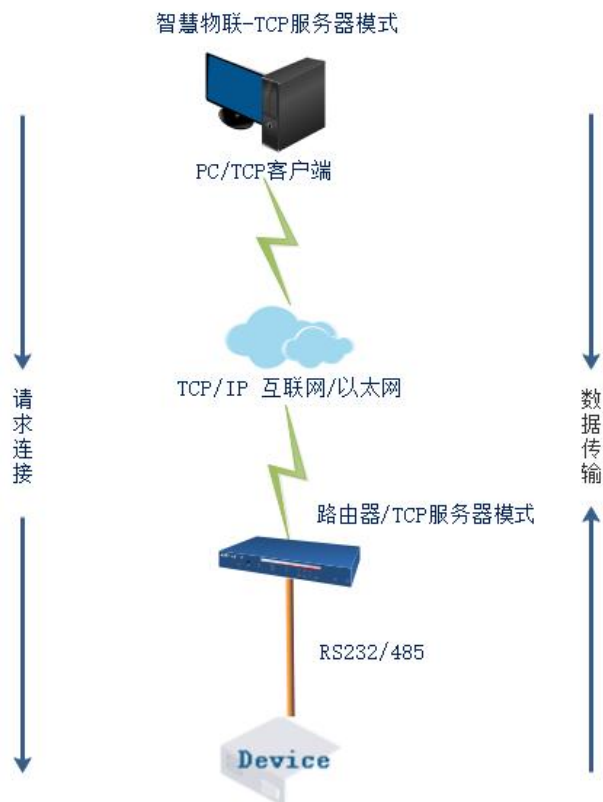 智慧物联-TCP服务器模式
PC/TCP客户端
TCP/IP 互联网/以太网
请求连接
数据传输
路由器/TCP服务器模式
RS232/485
Device